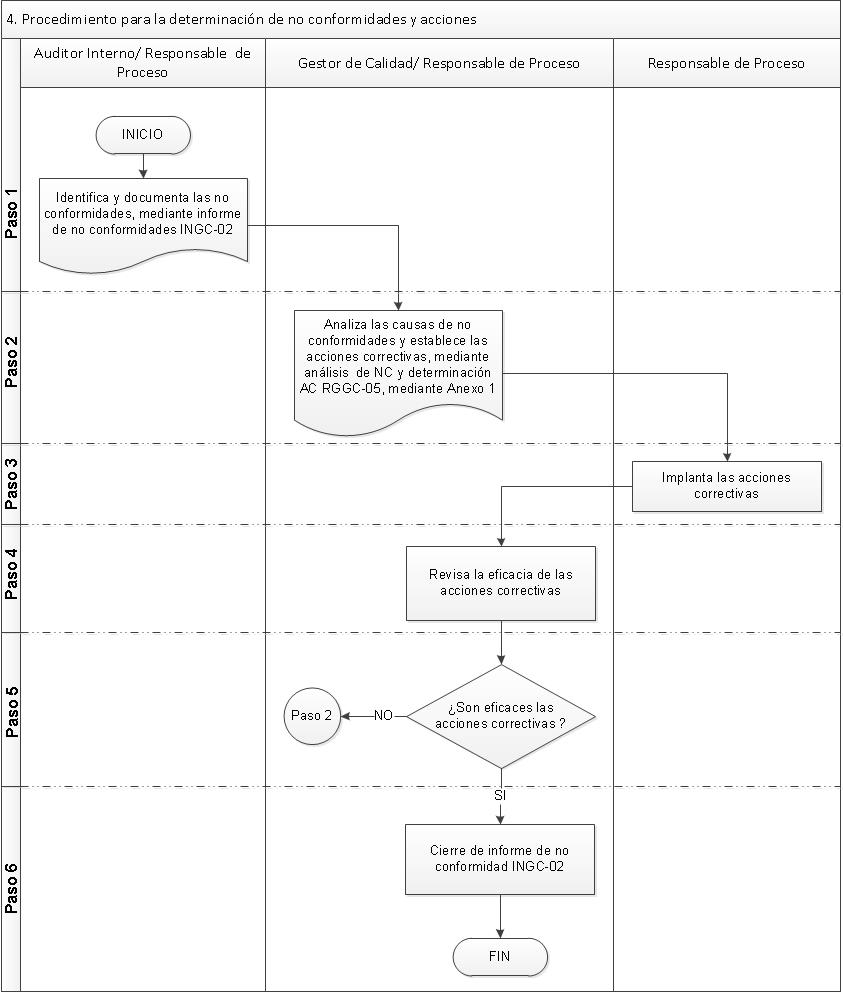 4. Procedimiento para la determinación de no conformidades y acciones
Auditor Interno/ Responsable de
Proceso
Gestor de Calidad/ Responsable de Proceso
Responsable de Proceso
Paso 1
INICIO
Identifica y documenta las no
conformidades, mediante informe
de no conformidades INGC-02
Paso 2
Analiza las causas de no
conformidades y establece las
acciones correctivas, mediante
análisis de NC y determinación
AC RGGC-05, mediante Anexo 1
Paso 3
Implanta las acciones
correctivas
Paso 4
Revisa la eficacia de las
acciones correctivas
Paso 5
¿Son eficaces las
acciones correctivas ?
NO
Paso 2
SI
Paso 6
Cierre de informe de no
conformidad INGC-02
FIN